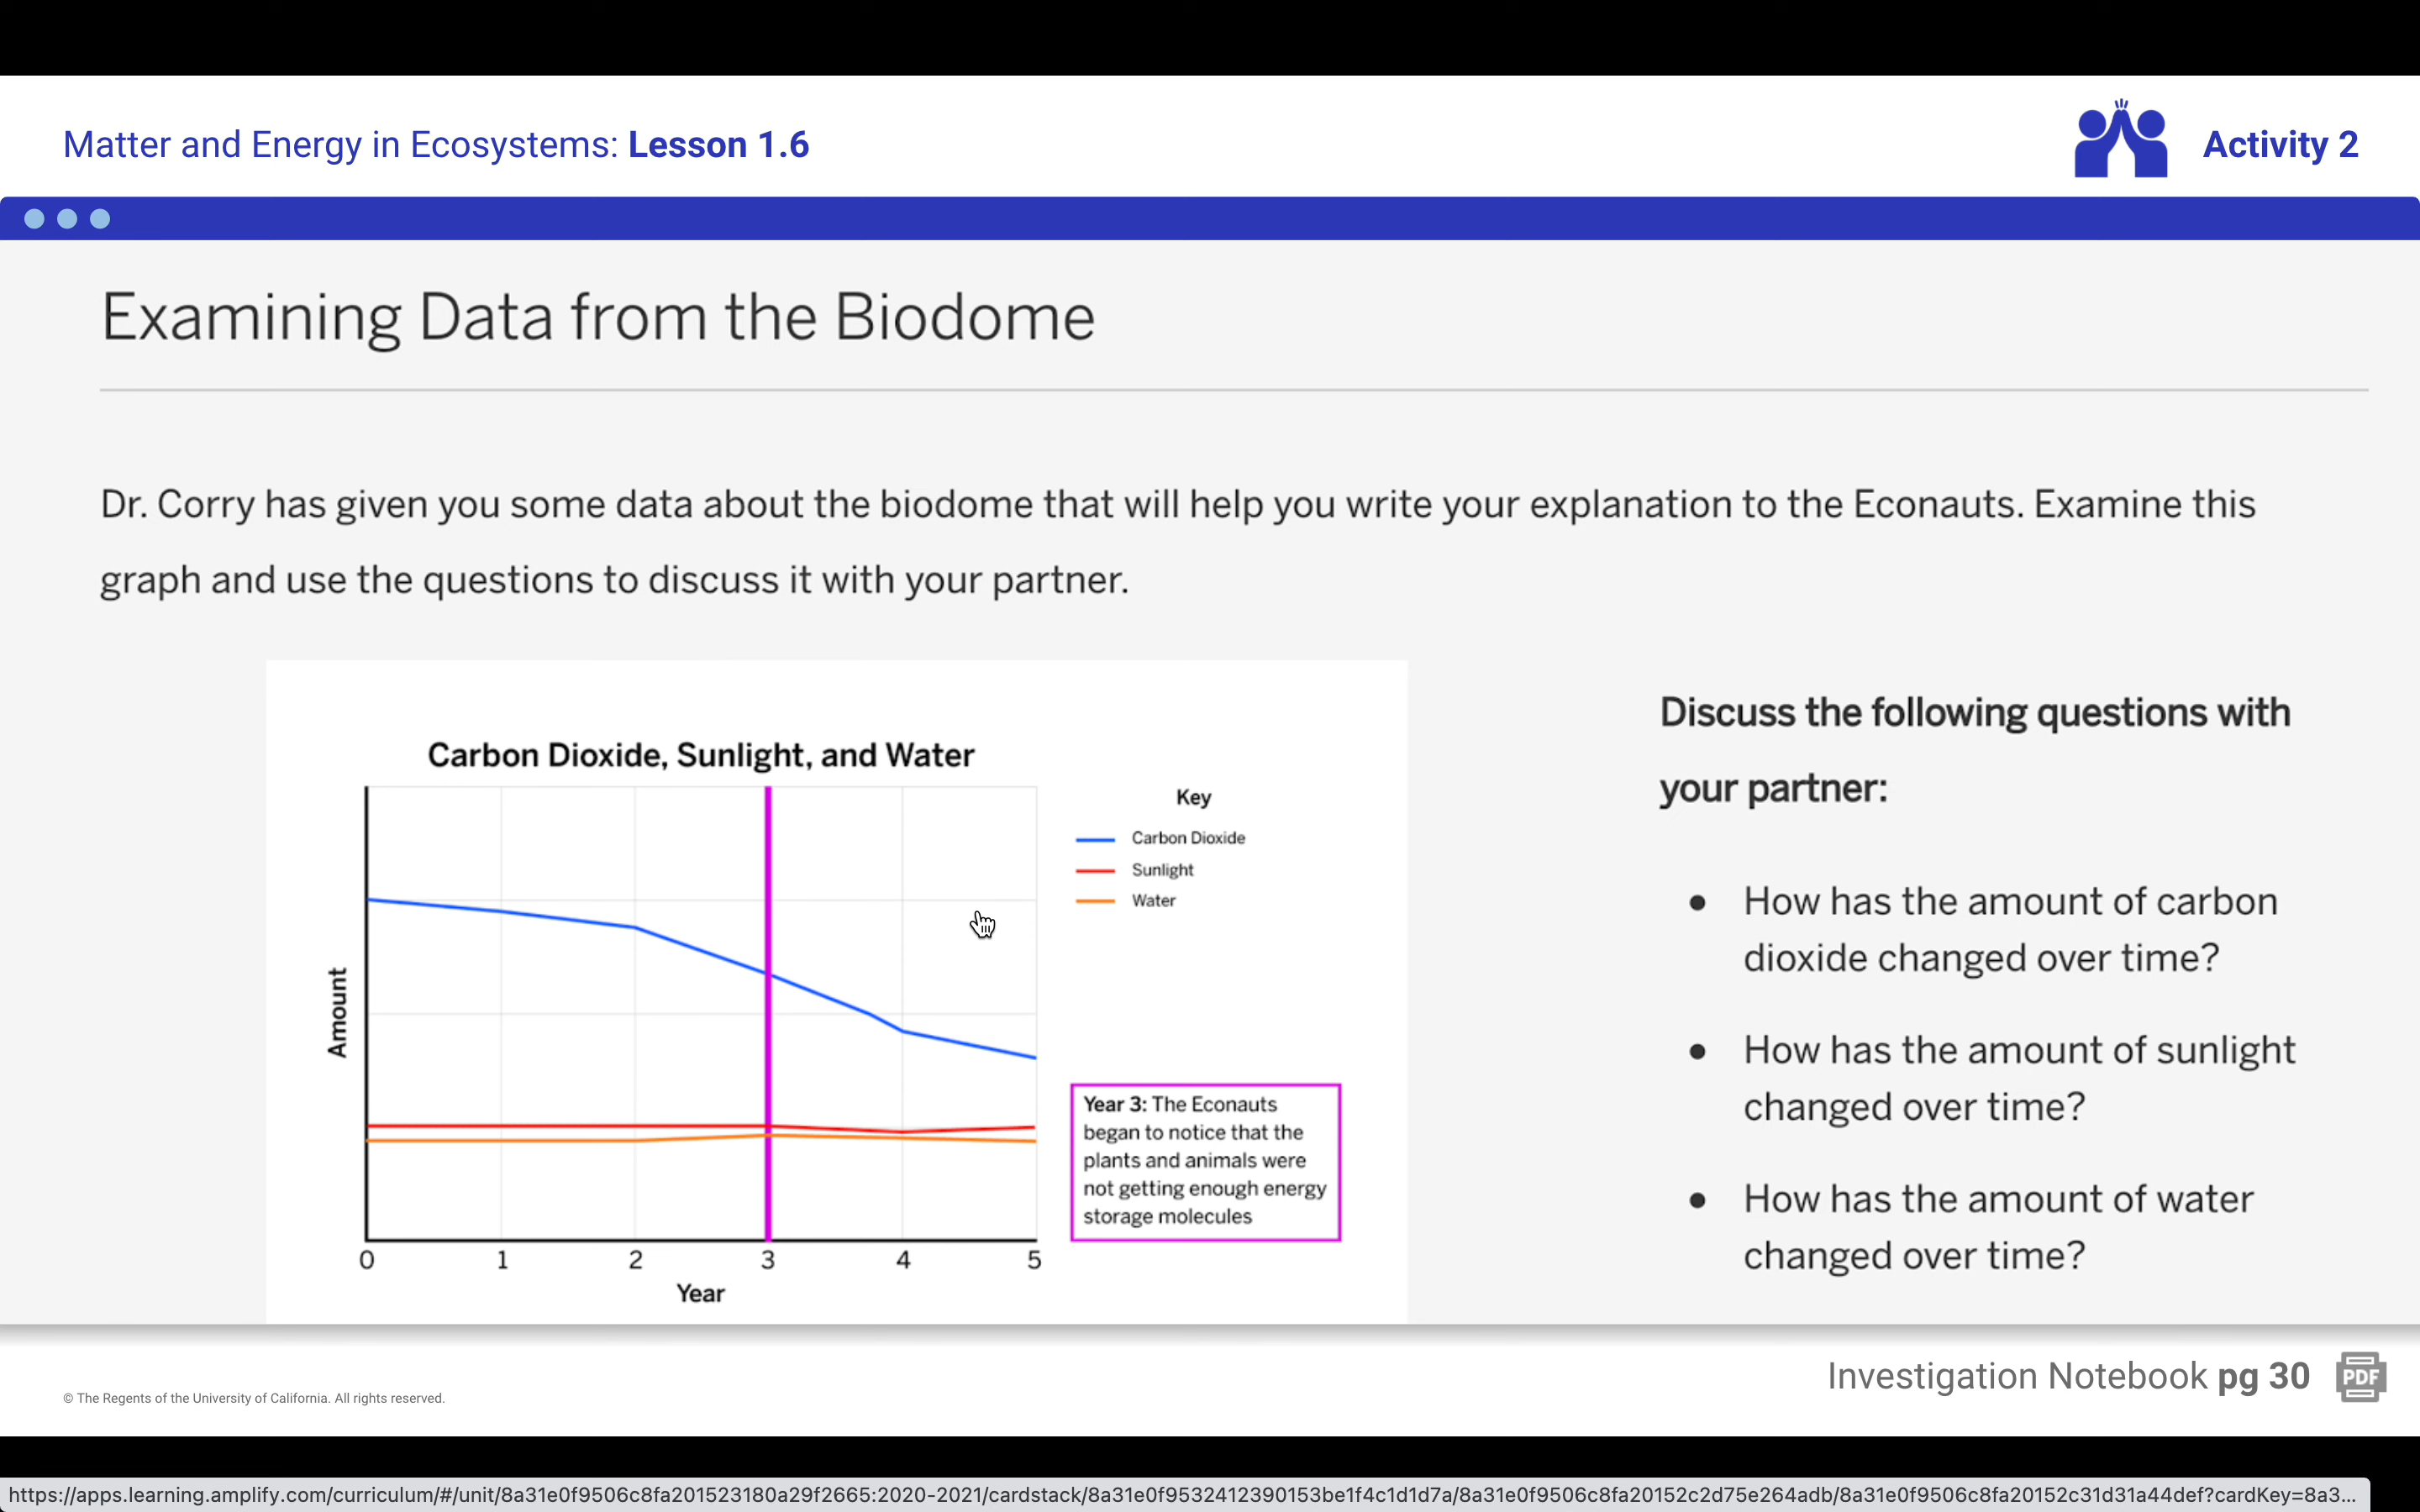 Matter and Energy in Ecosystems: Lesson 1.6
Activity 2
Examining Data from the Biodome
Dr. Corry has given you some data about the biodome that will help you write your explanation to the Econauts. Examine this
graph and use the questions to discuss it with your partner.
Carbon Dioxide, Sunlight, and Water
Amount
0 1 2 3 4 5
Year
Key
Carbon Dioxide
Sunlight
Water
Year 3: The Econauts
began to notice that the
plants and animals were
not getting enough energy
storage molecules
Discuss the following questions with
your partner:
• How has the amount of carbon
dioxide changed over time?
• How has the amount of sunlight
changed over time?
• How has the amount of water
changed over time?
Investigation Notebook pg 30
PDF
© The Regents of the University of California. All rights reserved.
https://apps.learning.amplify.com/curriculum/#/unit/8a31e0f9506c8fa201523180a29f2665:2020-2021/cardstack/8a31e0f9532412390153be1f4c1d1d7a/8a31e0f9506c8fa20152c2d75e264adb/8a31e0f9506c8fa20152c31d31a44def?cardKey=8a3...